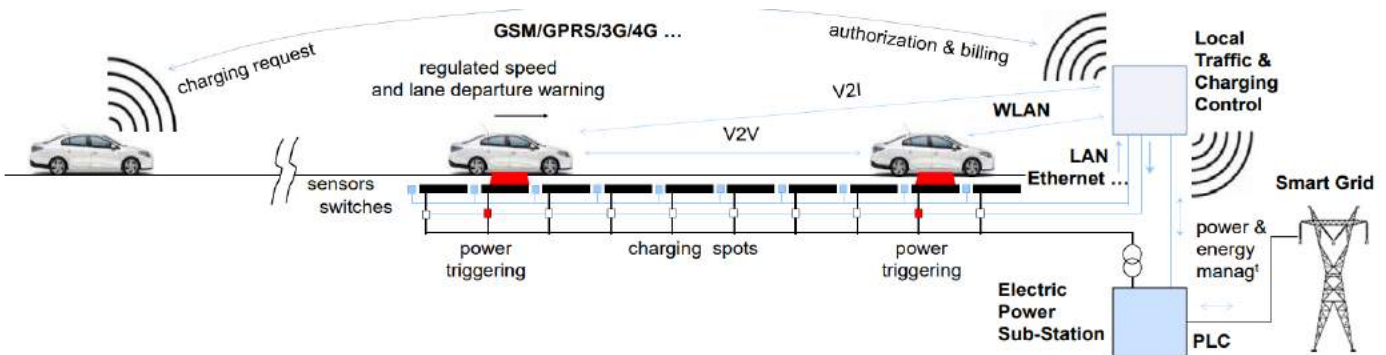 GSM/GPRS/3G/4G ...
charging request
authorization & billing
Local
Traffic &
Charging
Control
regulated speed
and lane departure warning
V2I
V2V
WLAN
LAN
Ethernet ...
sensors
switches
Smart Grid
power
triggering
charging spots
power
triggering
power &
energy
managᵗ
Electric
Power
Sub-Station
PLC